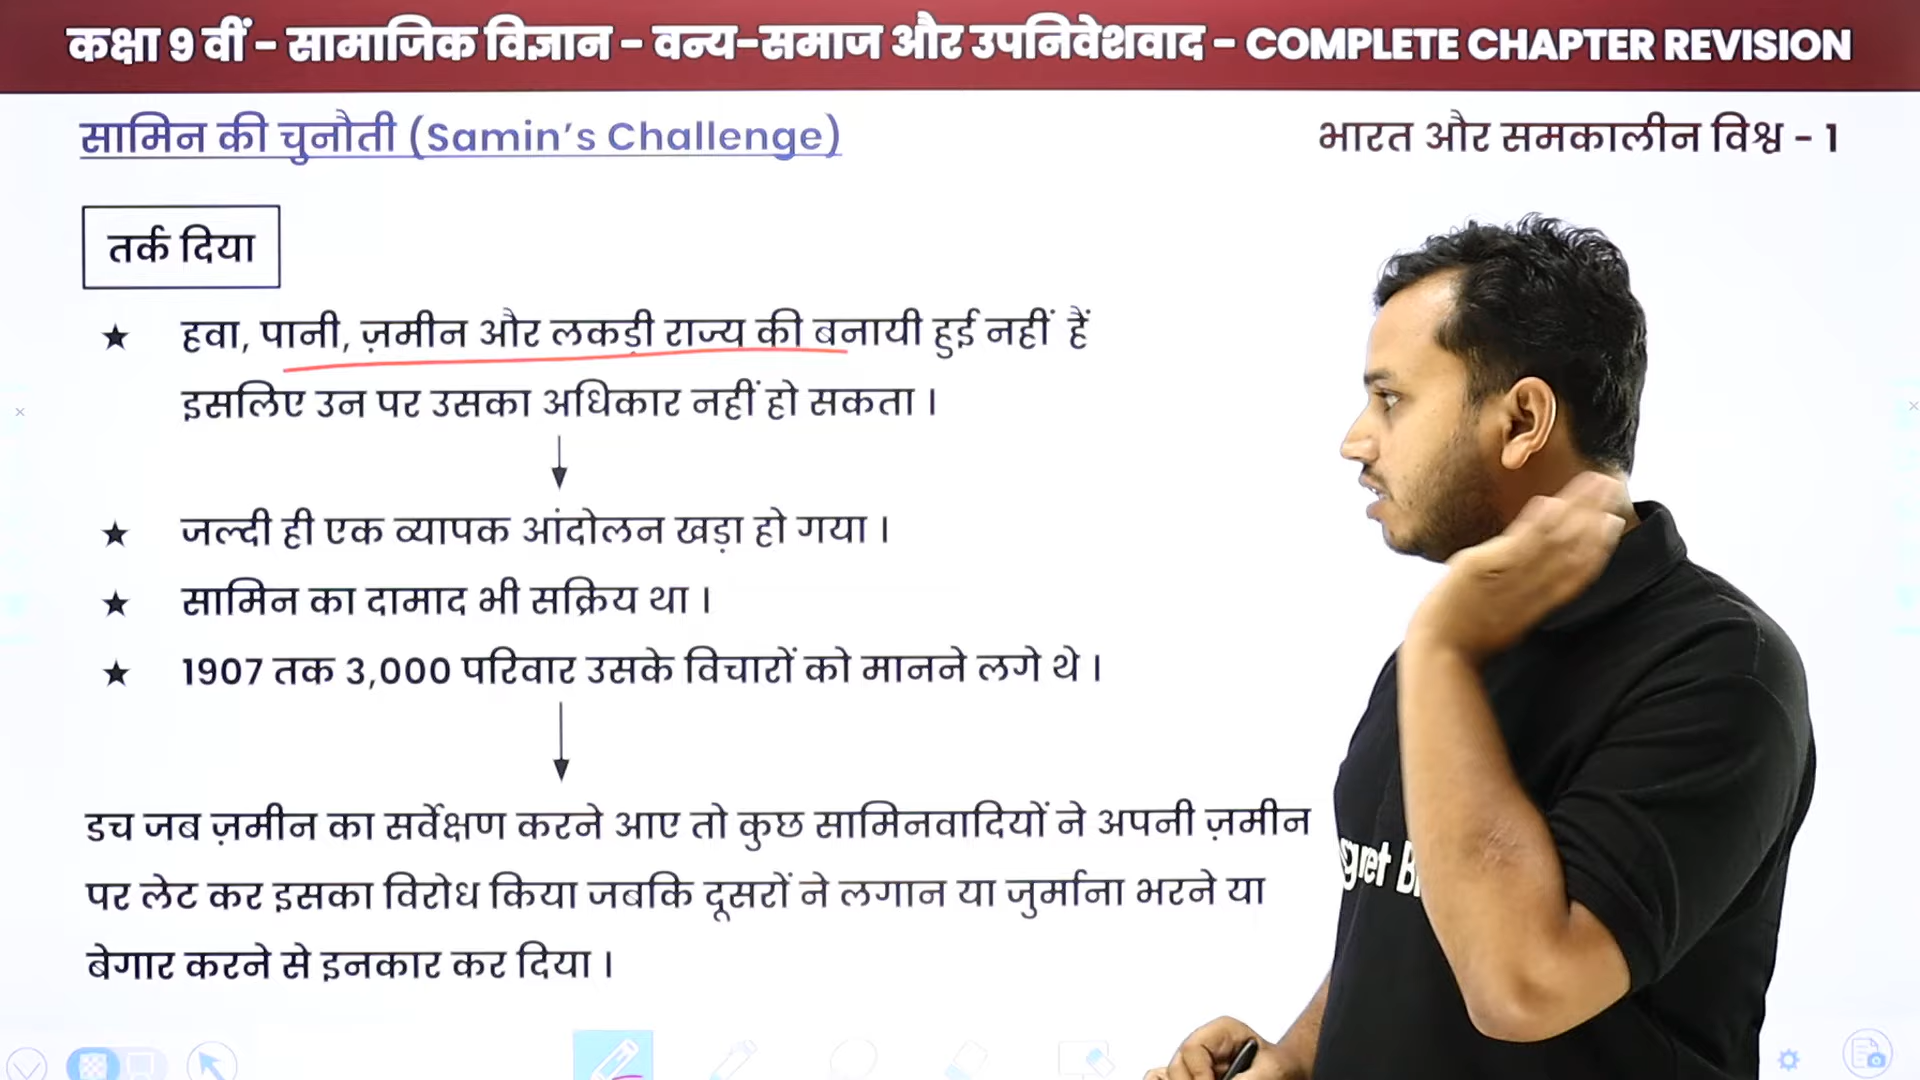 कक्षा 9 वीं - सामाजिक विज्ञान - वन्य-समाज और उपनिवेशवाद - COMPLETE CHAPTER REVISION
सामिन की चुनौती (Samin's Challenge)
भारत और समकालीन विश्व - 1
तर्क दिया
★ हवा, पानी, ज़मीन और लकड़ी राज्य की बनायी हुई नहीं हैं
इसलिए उन पर उसका अधिकार नहीं हो सकता।
★ जल्दी ही एक व्यापक आंदोलन खड़ा हो गया।
★ सामिन का दामाद भी सक्रिय था।
★ 1907 तक 3,000 परिवार उसके विचारों को मानने लगे थे।
डच जब ज़मीन का सर्वेक्षण करने आए तो कुछ सामिनवादियों ने अपनी ज़मीन
पर लेट कर इसका विरोध किया जबकि दूसरों ने लगान या जुर्माना भरने या
बेगार करने से इनकार कर दिया।